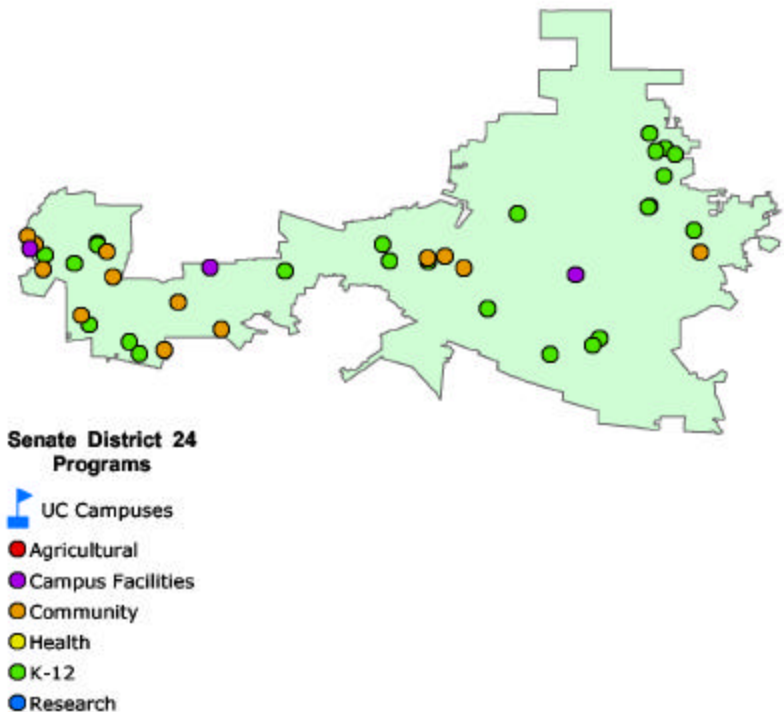 Senate District 24
Programs
UC Campuses
Agricultural
Campus Facilities
Community
Health
K-12
Research